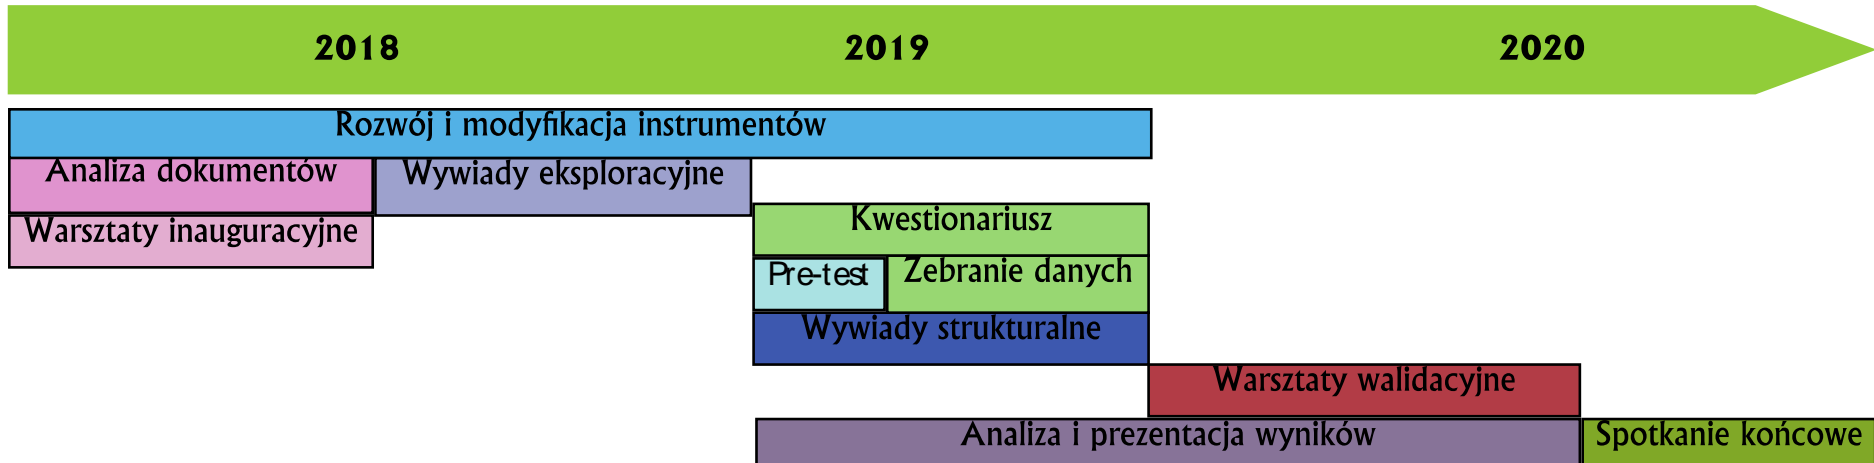 2018 2019 2020
Rozwój i modyfikacja instrumentów
Analiza dokumentów Wywiady eksploracyjne
Warsztaty inauguracyjne Kwestionariusz
Pre-test Zebranie danych
Wywiady strukturalne
Warsztaty walidacyjne
Analiza i prezentacja wyników Spotkanie końcowe